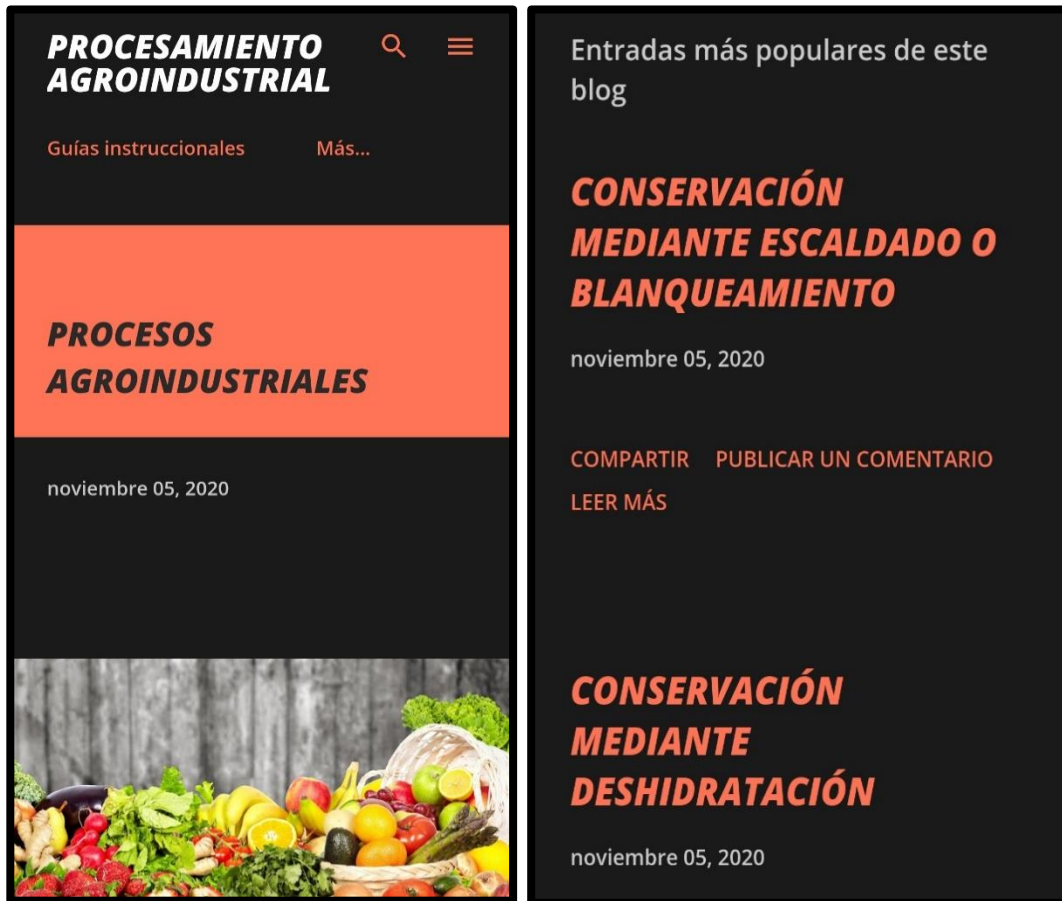 PROCESAMIENTO
AGROINDUSTRIAL
Guías instruccionales Más...
PROCESOS
AGROINDUSTRIALES
noviembre 05, 2020
Entradas más populares de este
blog
CONSERVACIÓN
MEDIANTE ESCALDADO O
BLANQUEAMIENTO
noviembre 05, 2020
COMPARTIR PUBLICAR UN COMENTARIO
LEER MÁS
CONSERVACIÓN
MEDIANTE
DESHIDRATACIÓN
noviembre 05, 2020